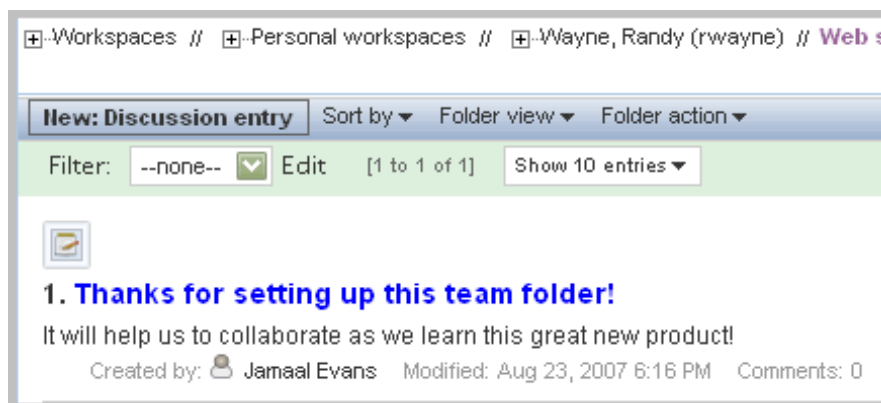 Workspaces // Personal workspaces // Wayne, Randy (rwayne) // Web s
New: Discussion entry Sort by Folder view Folder action
Filter: --none-- Edit [1 to 1 of 1] Show 10 entries
1. Thanks for setting up this team folder!
It will help us to collaborate as we learn this great new product!
Created by: Jamaal Evans Modified: Aug 23, 2007 6:16 PM Comments: 0